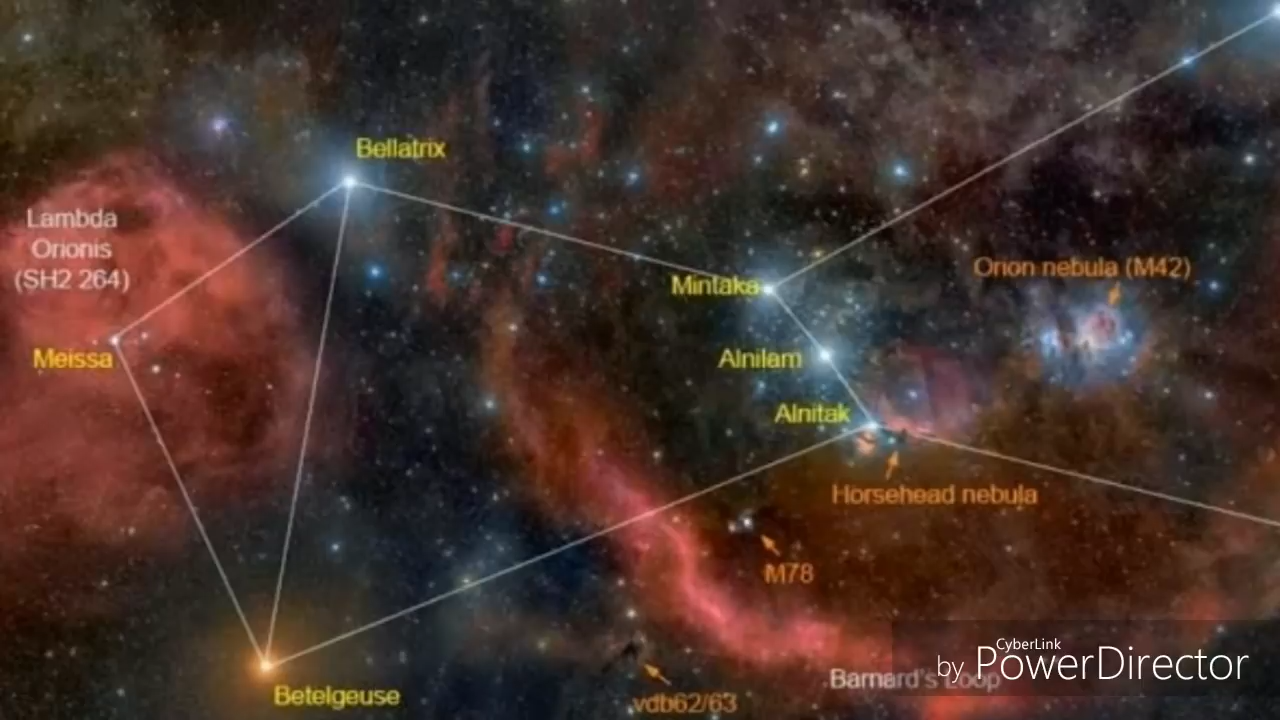 Bellatrix
Lambda
Orionis
(SH2 264)
Orion nebula (M42)
Mintaka
Meissa
Alnilam
Alnitak
Horsehead nebula
M78
Betelgeuse
vdb62/63
Barnard's Loop
CyberLink
by PowerDirector